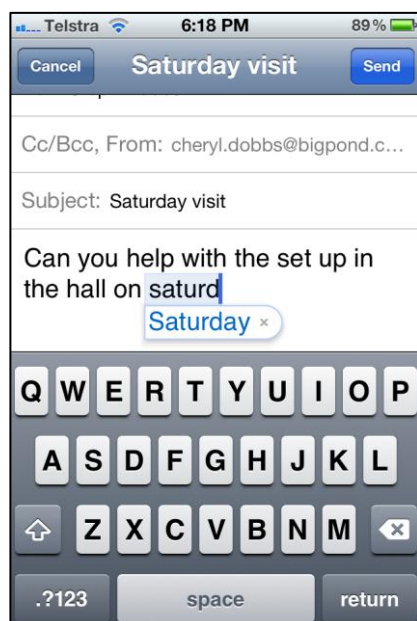 Telstra 6:18 PM 89%
Cancel Saturday visit Send
Cc/Bcc, From: cheryl.dobbs@bigpond.c...
Subject: Saturday visit
Can you help with the set up in
the hall on saturd
Saturday ×
Q W E R T Y U I O P
A S D F G H J K L
Z X C V B N M
.?123 space return